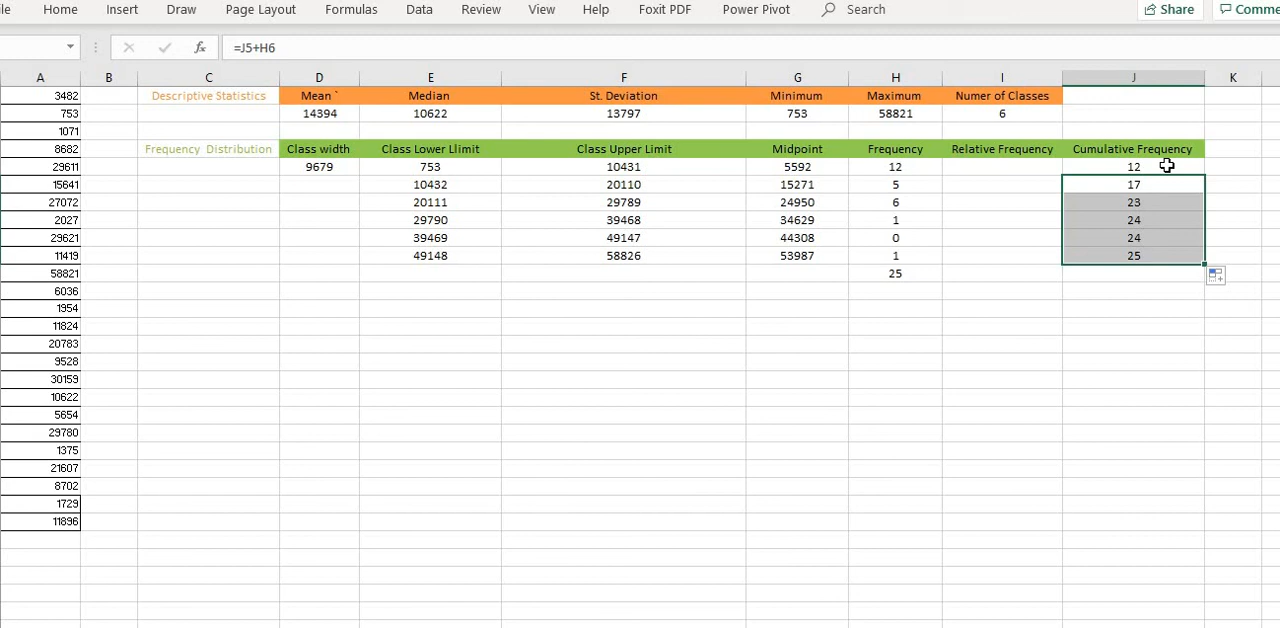 le Home Insert Draw Page Layout Formulas Data Review View Help Foxit PDF Power Pivot Search Share Comme
fx =J5+H6
A B C D E F G H I J K
3482 Descriptive Statistics Mean ` Median St. Deviation Minimum Maximum Numer of Classes
753 14394 10622 13797 753 58821 6
1071
8682 Frequency Distribution Class width Class Lower Llimit Class Upper Limit Midpoint Frequency Relative Frequency Cumulative Frequency
29611 9679 753 10431 5592 12 12
15641 10432 20110 15271 5 17
27072 20111 29789 24950 6 23
2027 29790 39468 34629 1 24
29621 39469 49147 44308 0 24
11419 49148 58826 53987 1 25
58821 25
6036
1954
11824
20783
9528
30159
10622
5654
29780
1375
21607
8702
1729
11896